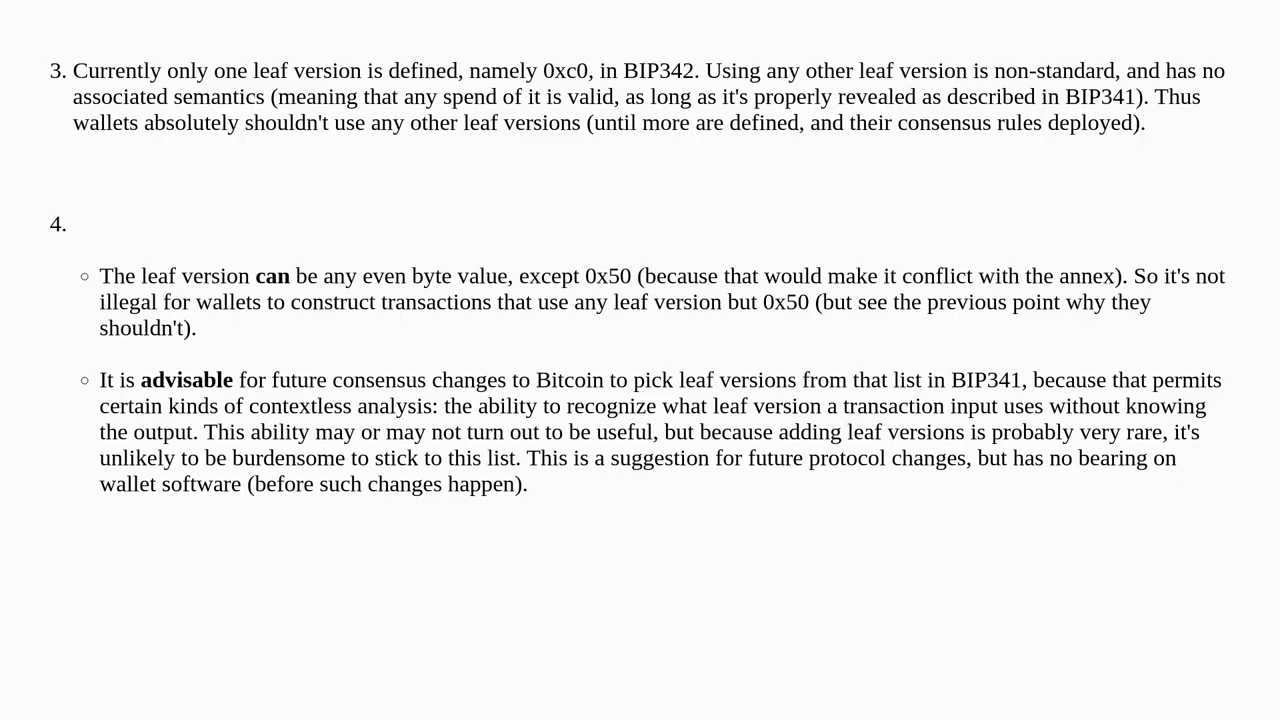 3. Currently only one leaf version is defined, namely 0xc0, in BIP342. Using any other leaf version is non-standard, and has no
associated semantics (meaning that any spend of it is valid, as long as it's properly revealed as described in BIP341). Thus
wallets absolutely shouldn't use any other leaf versions (until more are defined, and their consensus rules deployed).
4.
○ The leaf version can be any even byte value, except 0x50 (because that would make it conflict with the annex). So it's not
illegal for wallets to construct transactions that use any leaf version but 0x50 (but see the previous point why they
shouldn't).
○ It is advisable for future consensus changes to Bitcoin to pick leaf versions from that list in BIP341, because that permits
certain kinds of contextless analysis: the ability to recognize what leaf version a transaction input uses without knowing
the output. This ability may or may not turn out to be useful, but because adding leaf versions is probably very rare, it's
unlikely to be burdensome to stick to this list. This is a suggestion for future protocol changes, but has no bearing on
wallet software (before such changes happen).